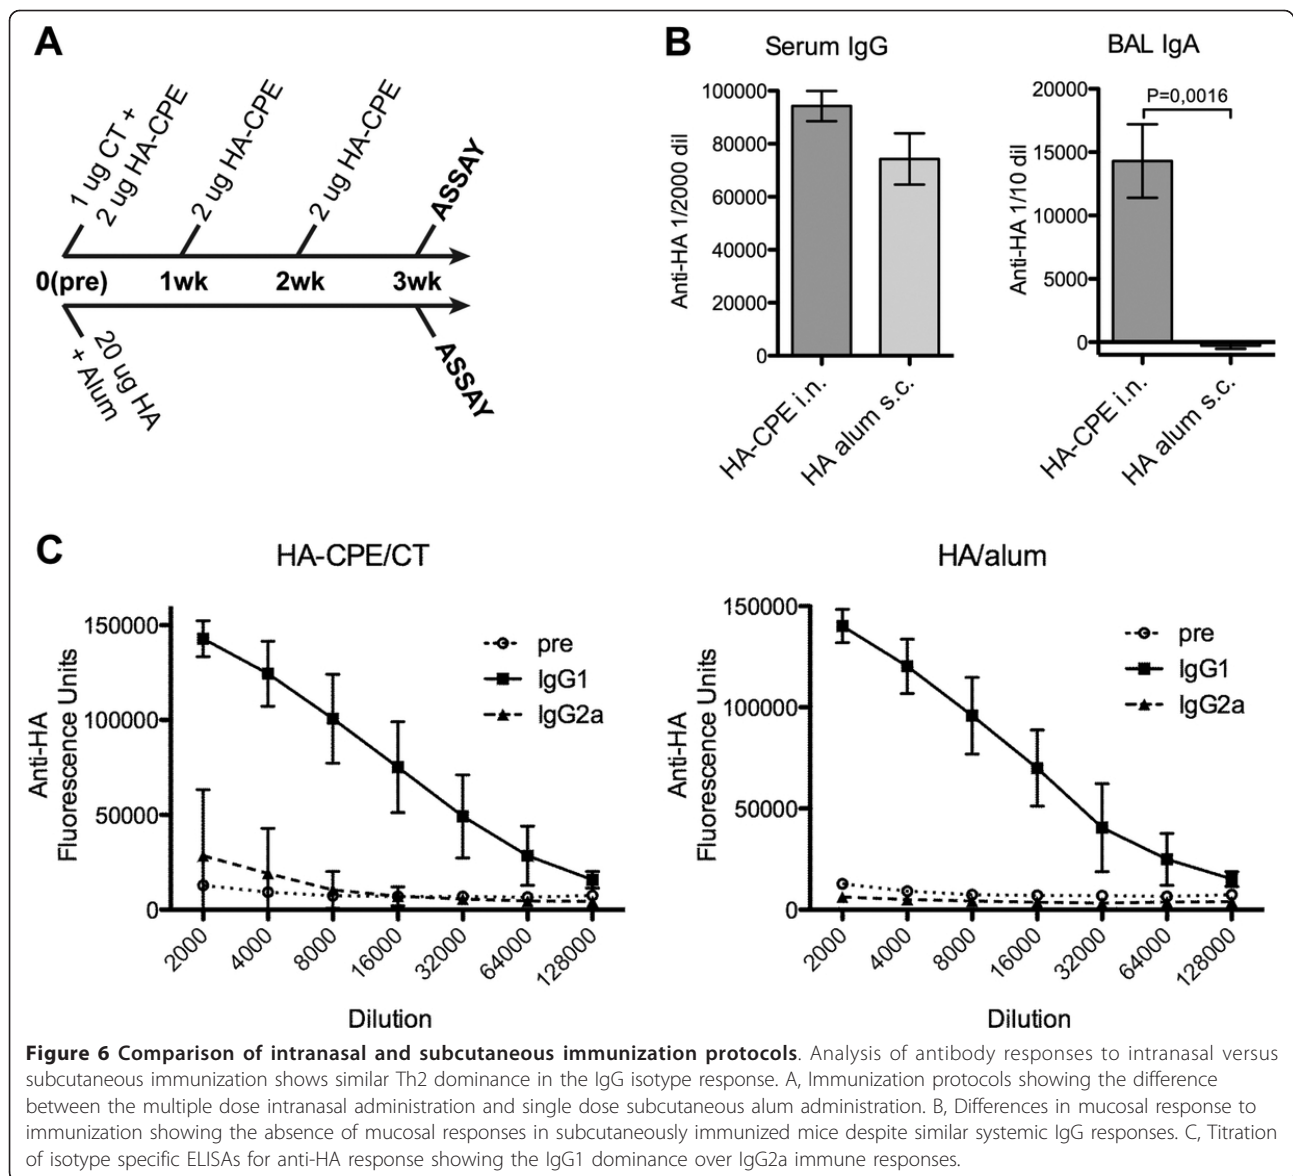 A
1 ug CT +
2 ug HA-CPE
2 ug HA-CPE
2 ug HA-CPE
ASSAY
0(pre)
1wk
2wk
3wk
20 ug HA
+ Alum
ASSAY
B
Serum IgG
Anti-HA 1/2000 dil
100000
80000
60000
40000
20000
0
HA-CPE i.n.
HA alum s.c.
BAL IgA
Anti-HA 1/10 dil
20000
15000
10000
5000
0
P=0,0016
HA-CPE i.n.
HA alum s.c.
C
HA-CPE/CT
Anti-HA
Fluorescence Units
150000
100000
50000
0
pre
IgG1
IgG2a
2000
4000
8000
16000
32000
64000
128000
Dilution
HA/alum
Anti-HA
Fluorescence Units
150000
100000
50000
0
pre
IgG1
IgG2a
2000
4000
8000
16000
32000
64000
128000
Dilution
Figure 6 Comparison of intranasal and subcutaneous immunization protocols. Analysis of antibody responses to intranasal versus
subcutaneous immunization shows similar Th2 dominance in the IgG isotype response. A, Immunization protocols showing the difference
between the multiple dose intranasal administration and single dose subcutaneous alum administration. B, Differences in mucosal response to
immunization showing the absence of mucosal responses in subcutaneously immunized mice despite similar systemic IgG responses. C, Titration
of isotype specific ELISAs for anti-HA response showing the IgG1 dominance over IgG2a immune responses.